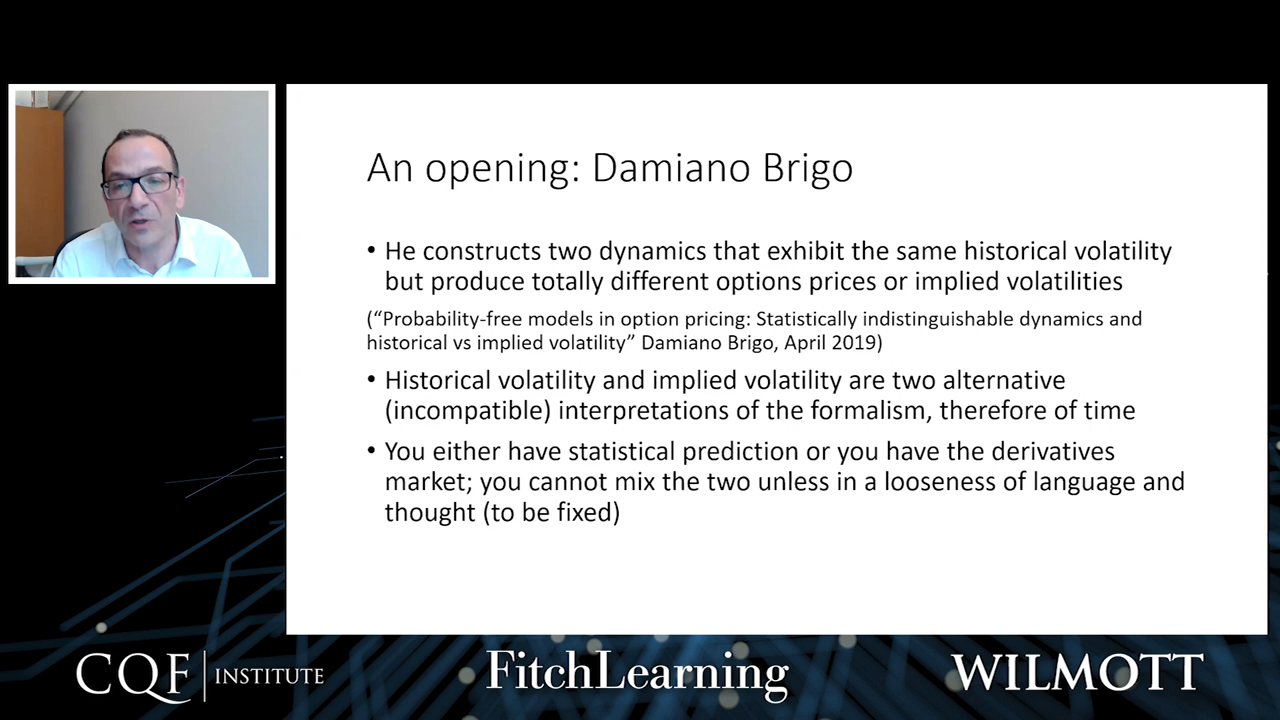 An opening: Damiano Brigo
• He constructs two dynamics that exhibit the same historical volatility
but produce totally different options prices or implied volatilities
(“Probability-free models in option pricing: Statistically indistinguishable dynamics and
historical vs implied volatility” Damiano Brigo, April 2019)
• Historical volatility and implied volatility are two alternative
(incompatible) interpretations of the formalism, therefore of time
• You either have statistical prediction or you have the derivatives
market; you cannot mix the two unless in a looseness of language and
thought (to be fixed)
CQF INSTITUTE
FitchLearning
WILMOTT